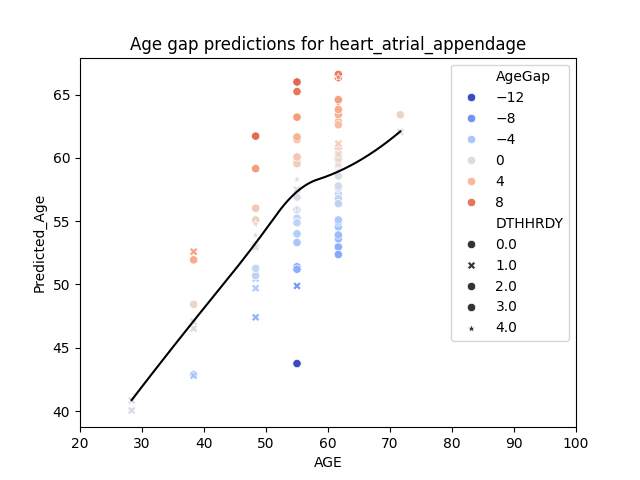 Age gap predictions for heart_atrial_appendage
AgeGap
−12
−8
−4
0
4
8
DTHHRDY
0.0
1.0
2.0
3.0
4.0
Predicted_Age
65
60
55
50
45
40
20 30 40 50 60 70 80 90 100
AGE